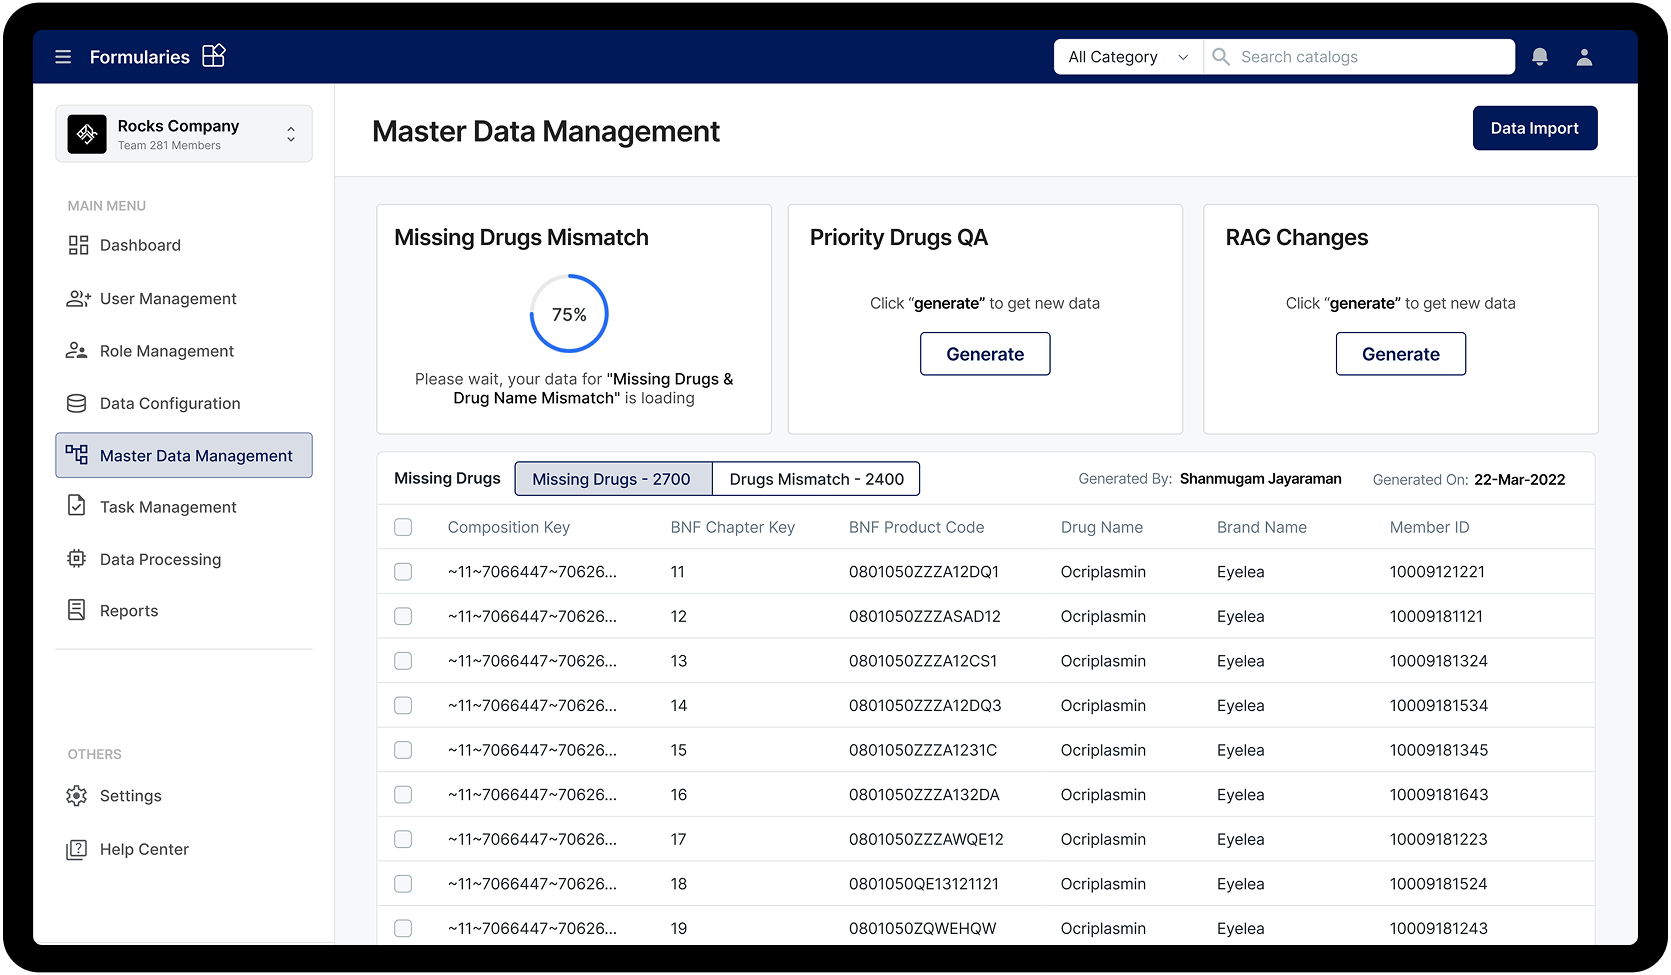 Formularies
All Category
Search catalogs
Rocks Company
Team 281 Members
MAIN MENU
Dashboard
User Management
Role Management
Data Configuration
Master Data Management
Task Management
Data Processing
Reports
OTHERS
Settings
Help Center
Master Data Management
Data Import
Missing Drugs Mismatch
75%
Please wait, your data for "Missing Drugs &
Drug Name Mismatch" is loading
Priority Drugs QA
Click “generate” to get new data
Generate
RAG Changes
Click “generate” to get new data
Generate
Missing Drugs Missing Drugs - 2700 Drugs Mismatch - 2400 Generated By: Shanmugam Jayaraman Generated On: 22-Mar-2022
Composition Key BNF Chapter Key BNF Product Code Drug Name Brand Name Member ID
~11~7066447~70626... 11 0801050ZZZA12DQ1 Ocriplasmin Eyelea 10009121221
~11~7066447~70626... 12 0801050ZZZASAD12 Ocriplasmin Eyelea 10009181121
~11~7066447~70626... 13 0801050ZZZA12CS1 Ocriplasmin Eyelea 10009181324
~11~7066447~70626... 14 0801050ZZZA12DQ3 Ocriplasmin Eyelea 10009181534
~11~7066447~70626... 15 0801050ZZZA1231C Ocriplasmin Eyelea 10009181345
~11~7066447~70626... 16 0801050ZZZA132DA Ocriplasmin Eyelea 10009181643
~11~7066447~70626... 17 0801050ZZZAWQE12 Ocriplasmin Eyelea 10009181223
~11~7066447~70626... 18 0801050QE13121121 Ocriplasmin Eyelea 10009181524
~11~7066447~70626... 19 0801050ZQWEHQW Ocriplasmin Eyelea 10009181243